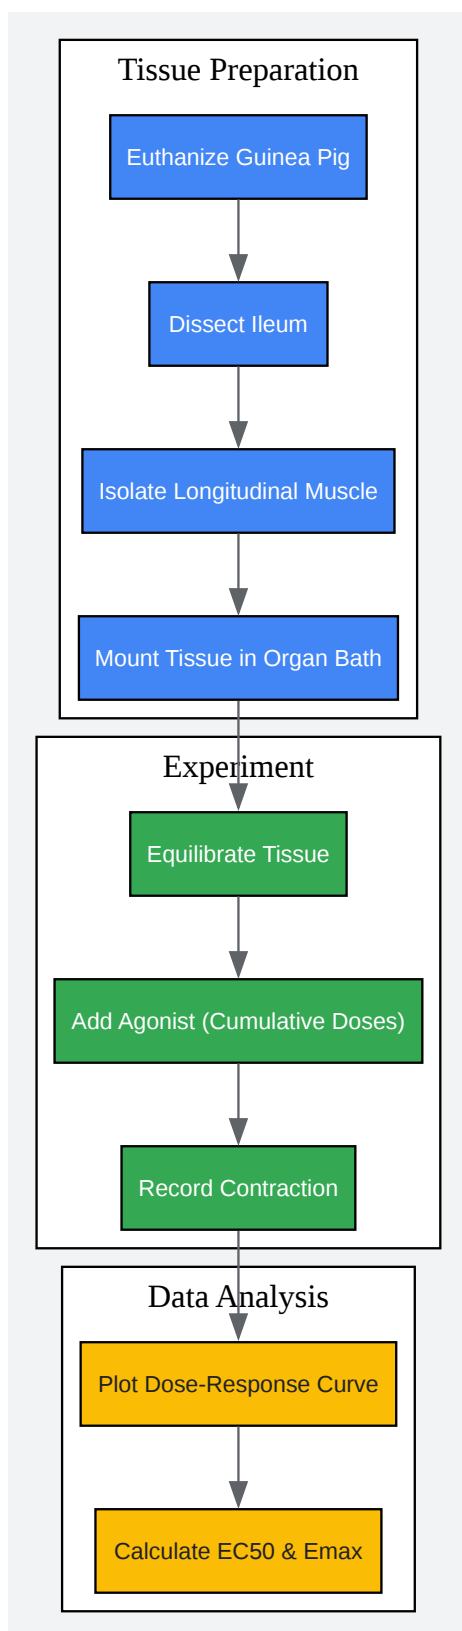 Tissue Preparation
Euthanize Guinea Pig
Dissect Ileum
Isolate Longitudinal Muscle
Mount Tissue in Organ Bath
Experiment
Equilibrate Tissue
Add Agonist (Cumulative Doses)
Record Contraction
Data Analysis
Plot Dose-Response Curve
Calculate EC50 & Emax